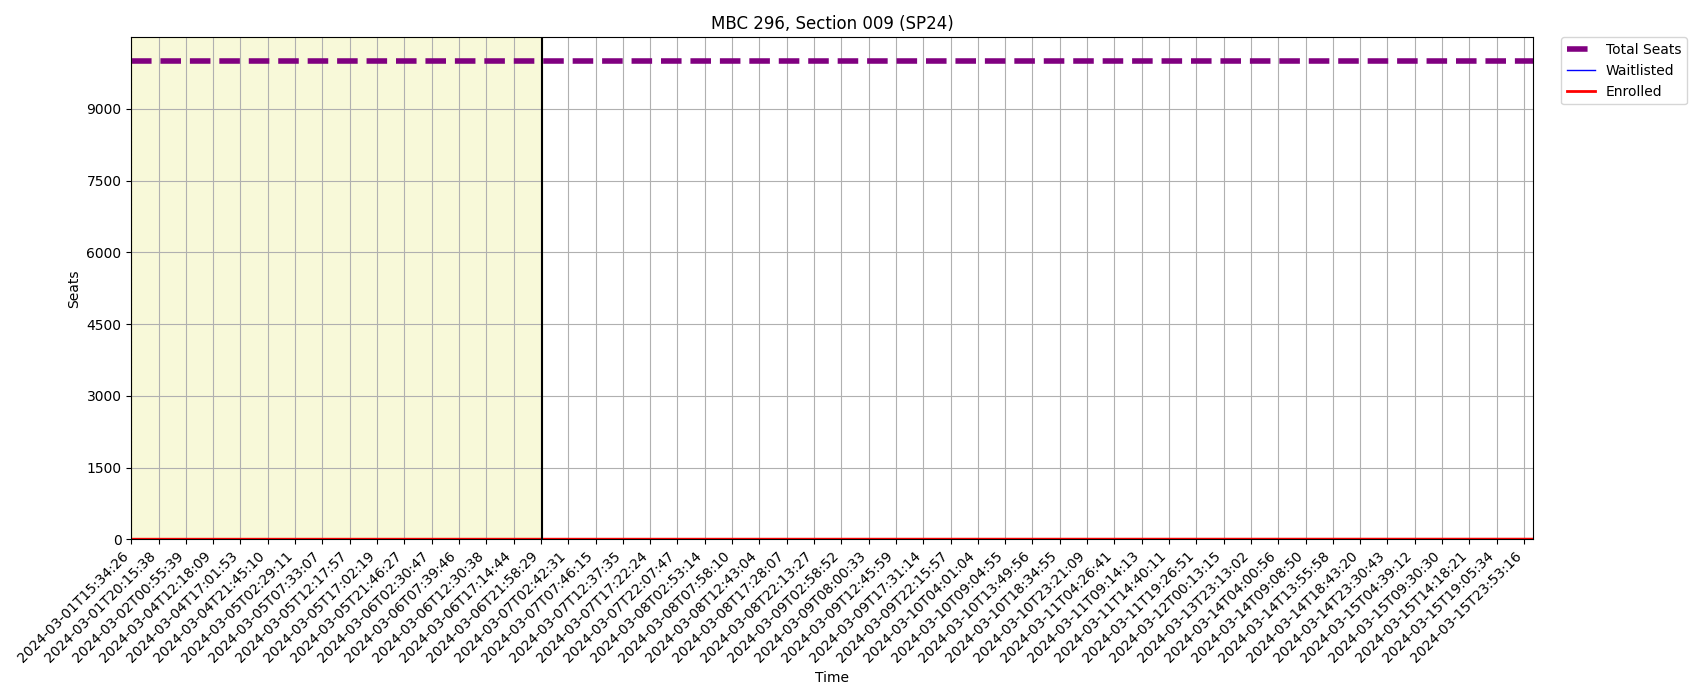 MBC 296, Section 009 (SP24)
Total Seats
Waitlisted
Enrolled
Seats
9000
7500
6000
4500
3000
1500
0
2024-03-01T15:34:26
2024-03-01T20:15:38
2024-03-02T00:55:39
2024-03-04T12:18:09
2024-03-04T17:01:53
2024-03-04T21:45:10
2024-03-05T02:29:11
2024-03-05T07:33:07
2024-03-05T12:17:57
2024-03-05T17:02:19
2024-03-05T21:46:27
2024-03-06T02:30:47
2024-03-06T07:39:46
2024-03-06T12:30:38
2024-03-06T17:14:44
2024-03-06T21:58:29
2024-03-07T02:42:31
2024-03-07T07:46:15
2024-03-07T12:37:35
2024-03-07T17:22:24
2024-03-07T22:07:47
2024-03-08T02:53:14
2024-03-08T07:58:10
2024-03-08T12:43:04
2024-03-08T17:28:07
2024-03-08T22:13:27
2024-03-09T02:58:52
2024-03-09T08:00:33
2024-03-09T12:45:59
2024-03-09T17:31:14
2024-03-09T22:15:57
2024-03-10T04:01:04
2024-03-10T09:04:55
2024-03-10T13:49:56
2024-03-10T18:34:55
2024-03-10T23:21:09
2024-03-11T04:26:41
2024-03-11T09:14:13
2024-03-11T14:40:11
2024-03-11T19:26:51
2024-03-12T00:13:15
2024-03-13T23:13:02
2024-03-14T04:00:56
2024-03-14T09:08:50
2024-03-14T13:55:58
2024-03-14T18:43:20
2024-03-14T23:30:43
2024-03-15T04:39:12
2024-03-15T09:30:30
2024-03-15T14:18:21
2024-03-15T19:05:34
2024-03-15T23:53:16
Time